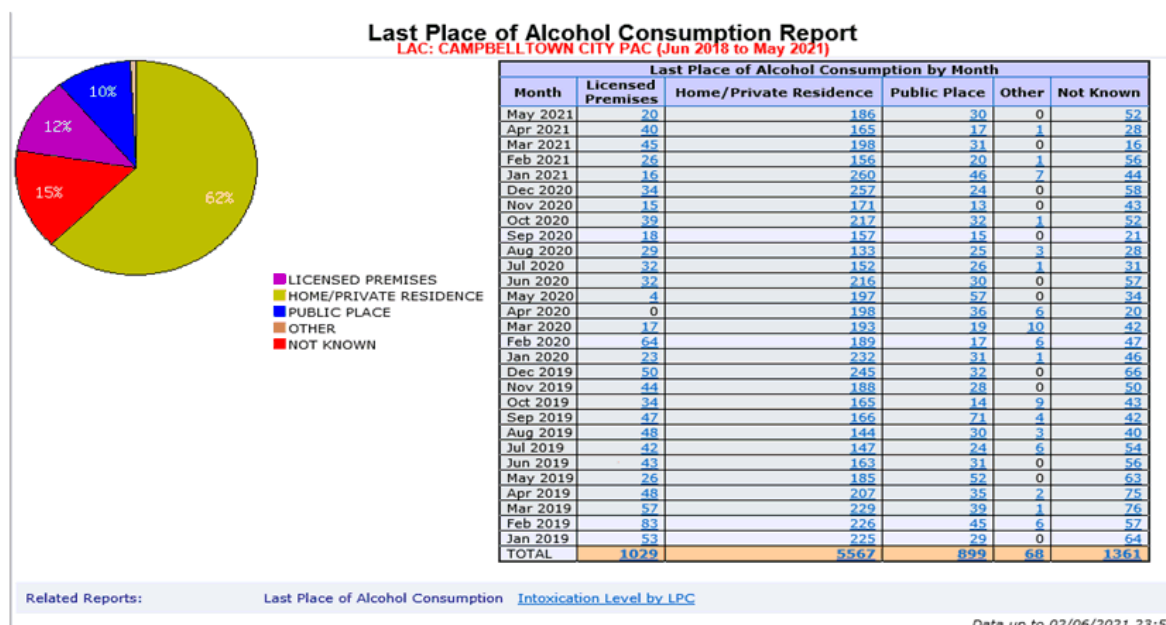 Last Place of Alcohol Consumption Report
LAC: CAMPBELLTOWN CITY PAC (Jun 2018 to May 2021)
10%
12%
15%
62%
LICENSED PREMISES
HOME/PRIVATE RESIDENCE
PUBLIC PLACE
OTHER
NOT KNOWN
Last Place of Alcohol Consumption by Month
Month Licensed Premises Home/Private Residence Public Place Other Not Known
May 2021 20 186 30 0 52
Apr 2021 40 165 17 1 28
Mar 2021 45 198 31 0 16
Feb 2021 26 156 20 1 56
Jan 2021 16 260 46 7 44
Dec 2020 34 257 24 0 58
Nov 2020 15 171 13 0 43
Oct 2020 39 217 32 1 52
Sep 2020 18 157 15 0 21
Aug 2020 29 133 25 3 28
Jul 2020 32 152 26 1 31
Jun 2020 32 216 30 0 57
May 2020 4 197 57 0 34
Apr 2020 0 198 36 6 20
Mar 2020 17 193 19 10 42
Feb 2020 64 189 17 6 47
Jan 2020 23 232 31 1 46
Dec 2019 50 245 32 0 66
Nov 2019 44 188 28 0 50
Oct 2019 34 165 14 9 43
Sep 2019 47 166 71 4 42
Aug 2019 48 144 30 3 40
Jul 2019 42 147 24 6 54
Jun 2019 43 163 31 0 56
May 2019 26 185 52 0 63
Apr 2019 48 207 35 2 75
Mar 2019 57 229 39 1 76
Feb 2019 83 226 45 6 57
Jan 2019 53 225 29 0 64
TOTAL 1029 5567 899 68 1361
Related Reports: Last Place of Alcohol Consumption Intoxication Level by LPC
Data up to 02/06/2021 23:5